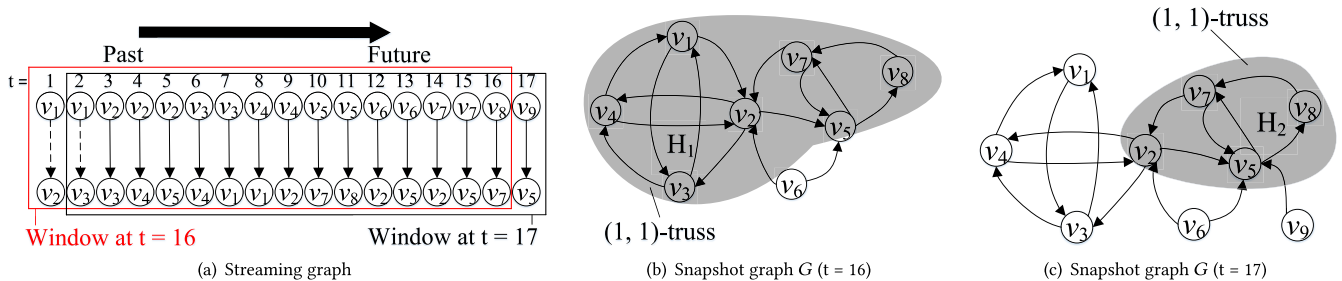 Past Future
t = 1 2 3 4 5 6 7 8 9 10 11 12 13 14 15 16 17
v1 v1 v2 v2 v2 v3 v3 v4 v4 v5 v5 v6 v6 v7 v7 v8 v9
v2 v3 v3 v4 v5 v4 v1 v1 v2 v7 v8 v2 v5 v2 v5 v7 v5
Window at t = 16 Window at t = 17
(a) Streaming graph
v1
v7
v8
v4
v2
v5
H1
v3
v6
(1, 1)-truss
(b) Snapshot graph G (t = 16)
(1, 1)-truss
v1
v7
v8
H2
v4
v2
v5
v3
v6
v9
(c) Snapshot graph G (t = 17)